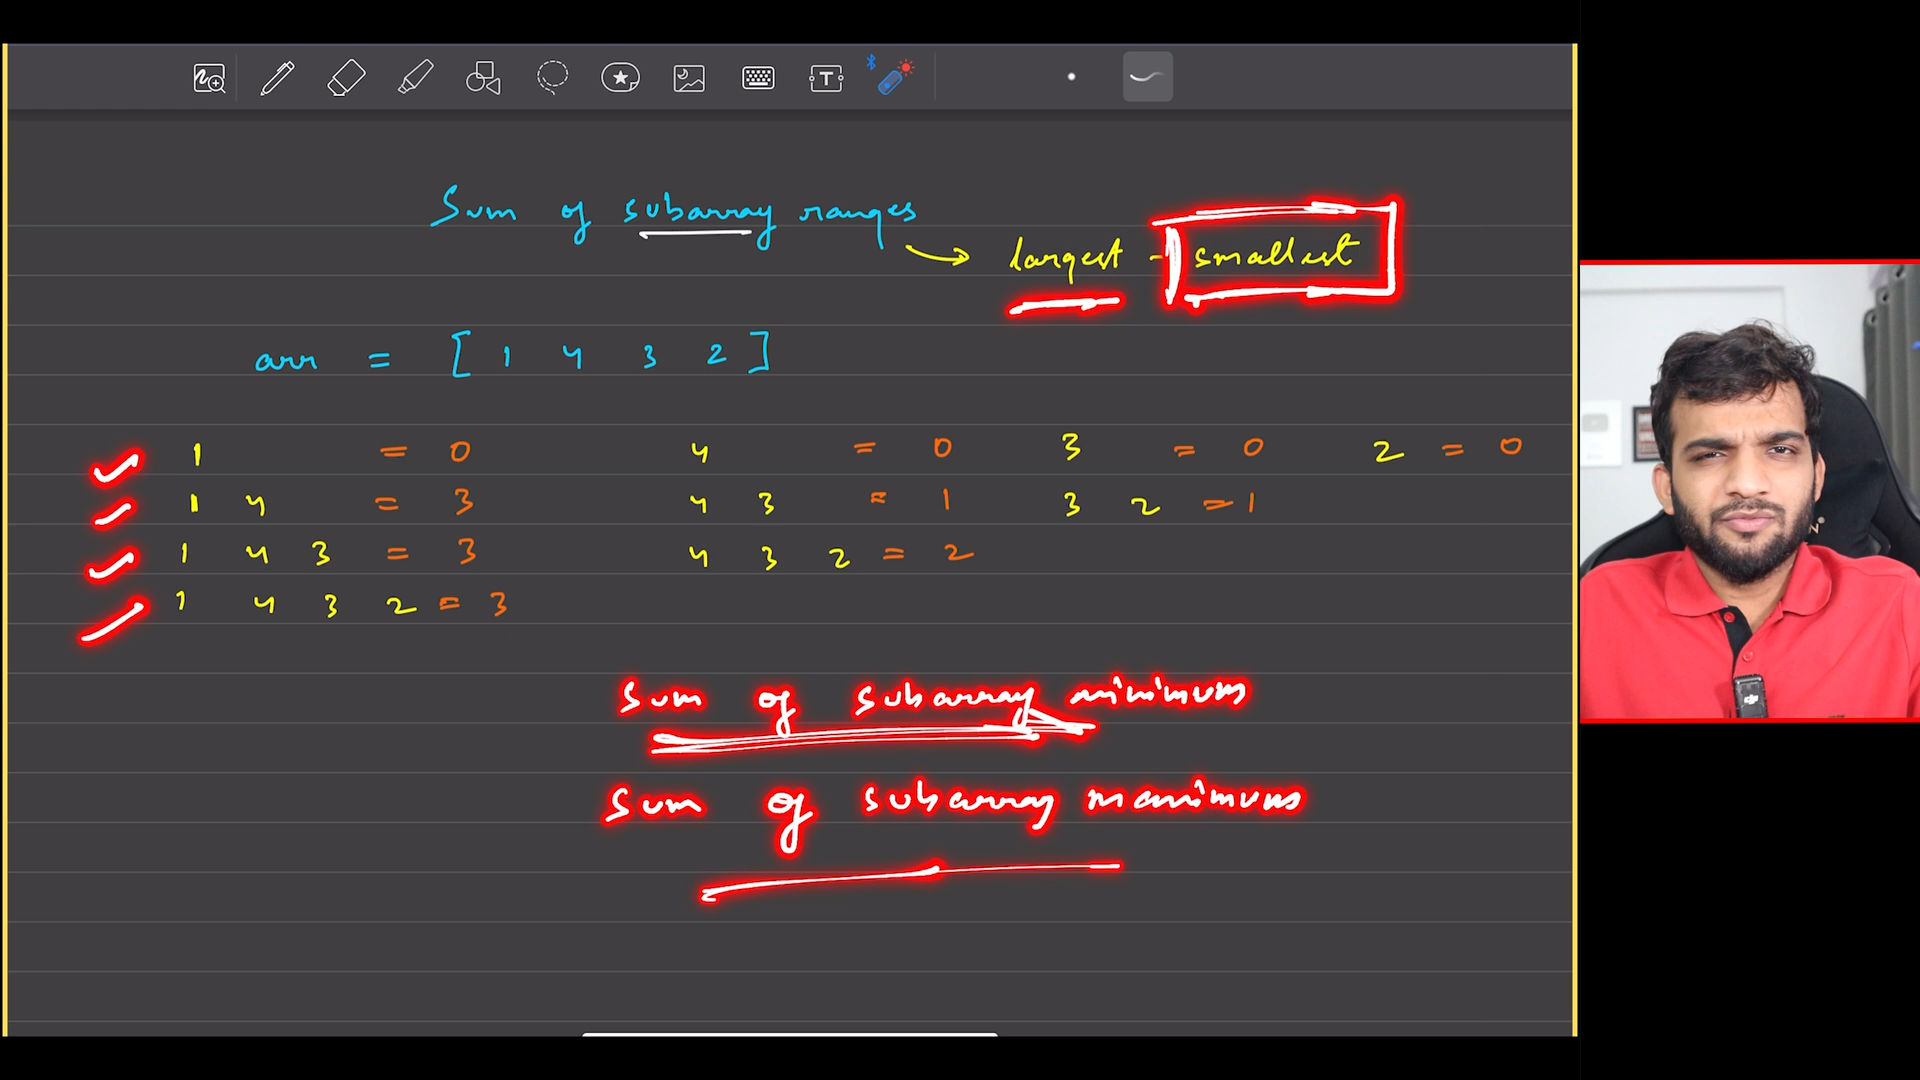 Sum of subarray ranges
largest - smallest
arr = [ 1 4 3 2 ]
1 = 0 4 = 0 3 = 0 2 = 0
1 4 = 3 4 3 = 1 3 2 = 1
1 4 3 = 3 4 3 2 = 2
1 4 3 2 = 3
Sum of subarray minimums
Sum of subarray maximums